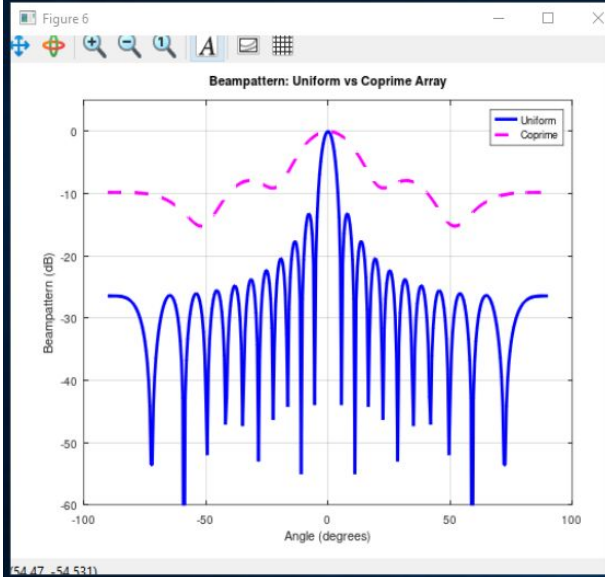 Figure 6
A
Beampattern: Uniform vs Coprime Array
Uniform
Coprime
0
-10
-20
-30
-40
-50
-60
Beampattern (dB)
-100
-50
0
50
100
Angle (degrees)
(54.47, -54.531)